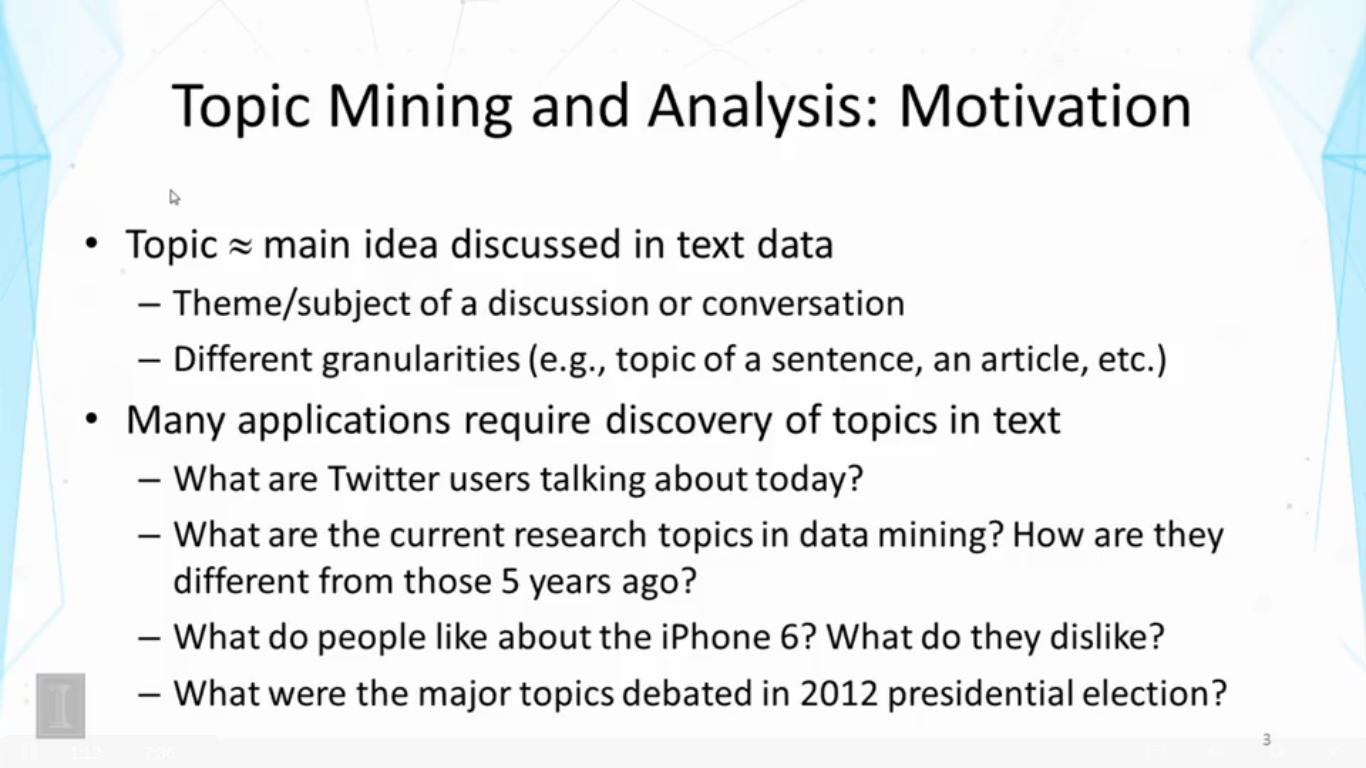 Topic Mining and Analysis: Motivation
• Topic ≈ main idea discussed in text data
– Theme/subject of a discussion or conversation
– Different granularities (e.g., topic of a sentence, an article, etc.)
• Many applications require discovery of topics in text
– What are Twitter users talking about today?
– What are the current research topics in data mining? How are they
different from those 5 years ago?
– What do people like about the iPhone 6? What do they dislike?
– What were the major topics debated in 2012 presidential election?
I
3
1:12 7:36